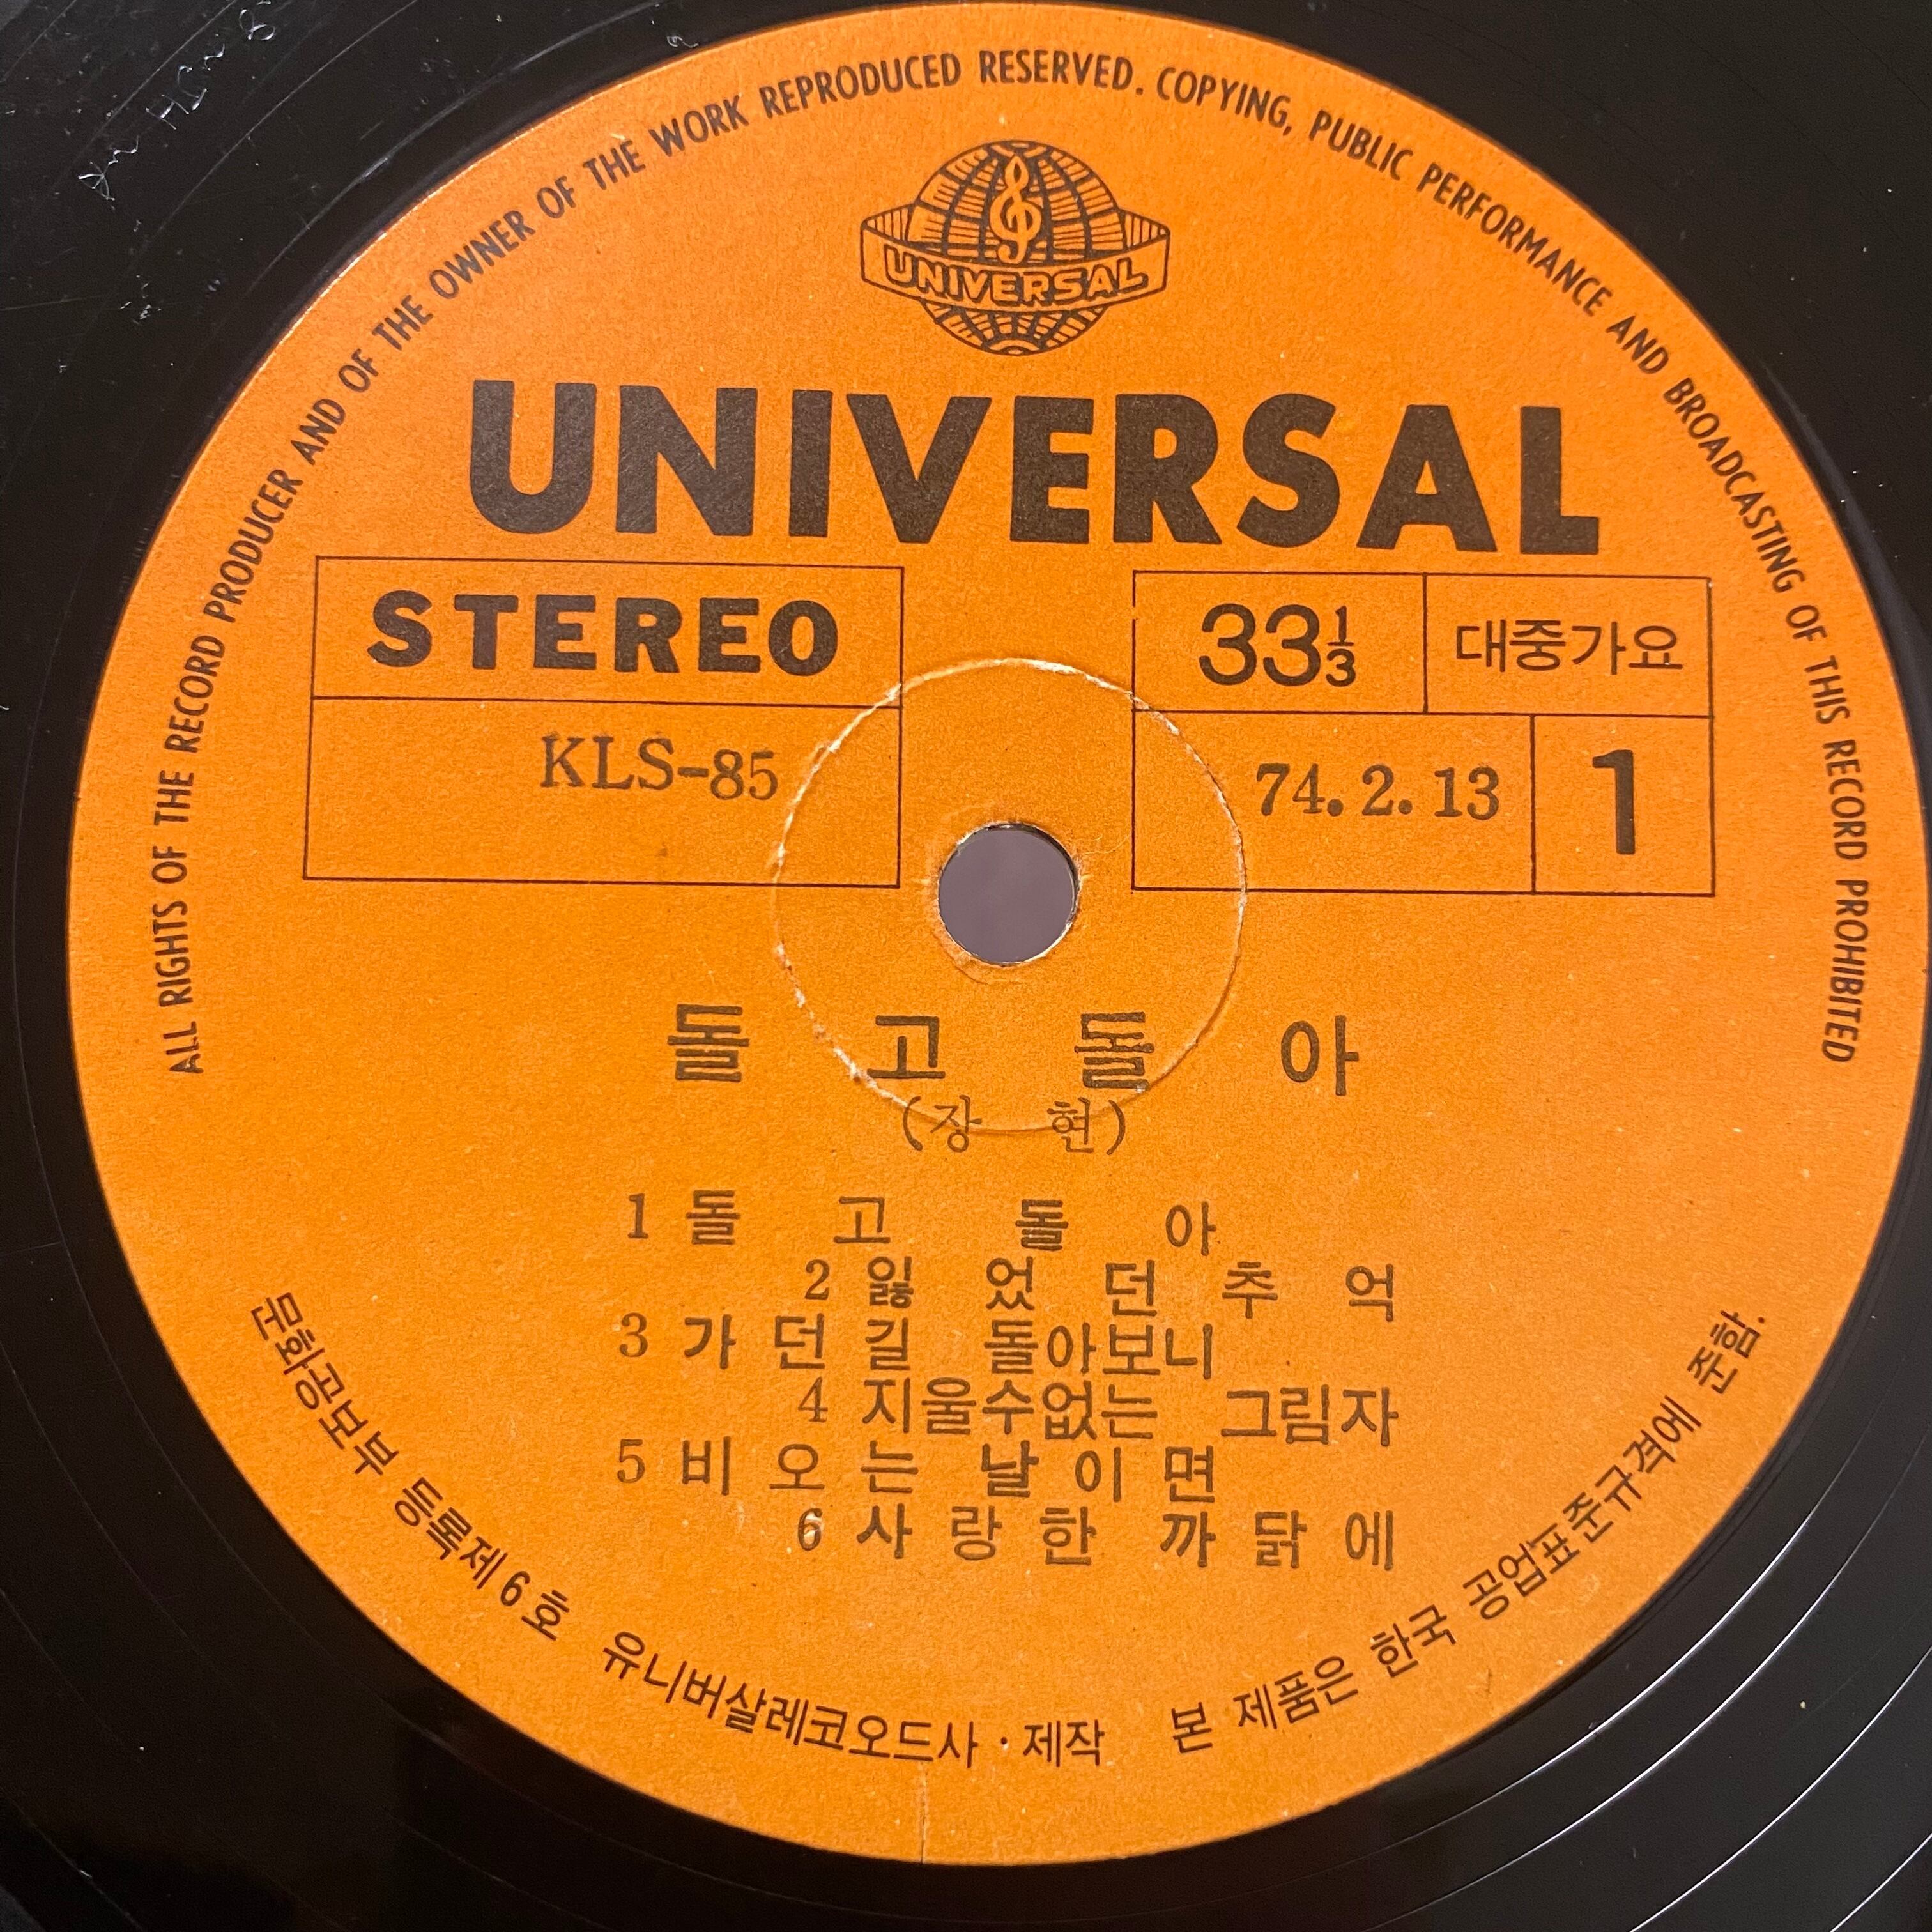 ALL RIGHTS OF THE RECORD PRODUCER AND OF THE OWNER OF THE WORK REPRODUCED RESERVED. COPYING, PUBLIC PERFORMANCE AND BROADCASTING OF THIS RECORD PROHIBITED
UNIVERSAL
UNIVERSAL
STEREO
33⅓ 대중가요
KLS-85
74. 2. 13 1
돌고돌아
(장현)
1 돌고돌아
2 잃었던추억
3 가던길 돌아보니
4 지울수없는 그림자
5 비오는 날이면
6 사랑한 까닭에
문화공보부 등록제6호 유니버살레코오드사·제작 본 제품은 한국 공업표준규격에 준함.